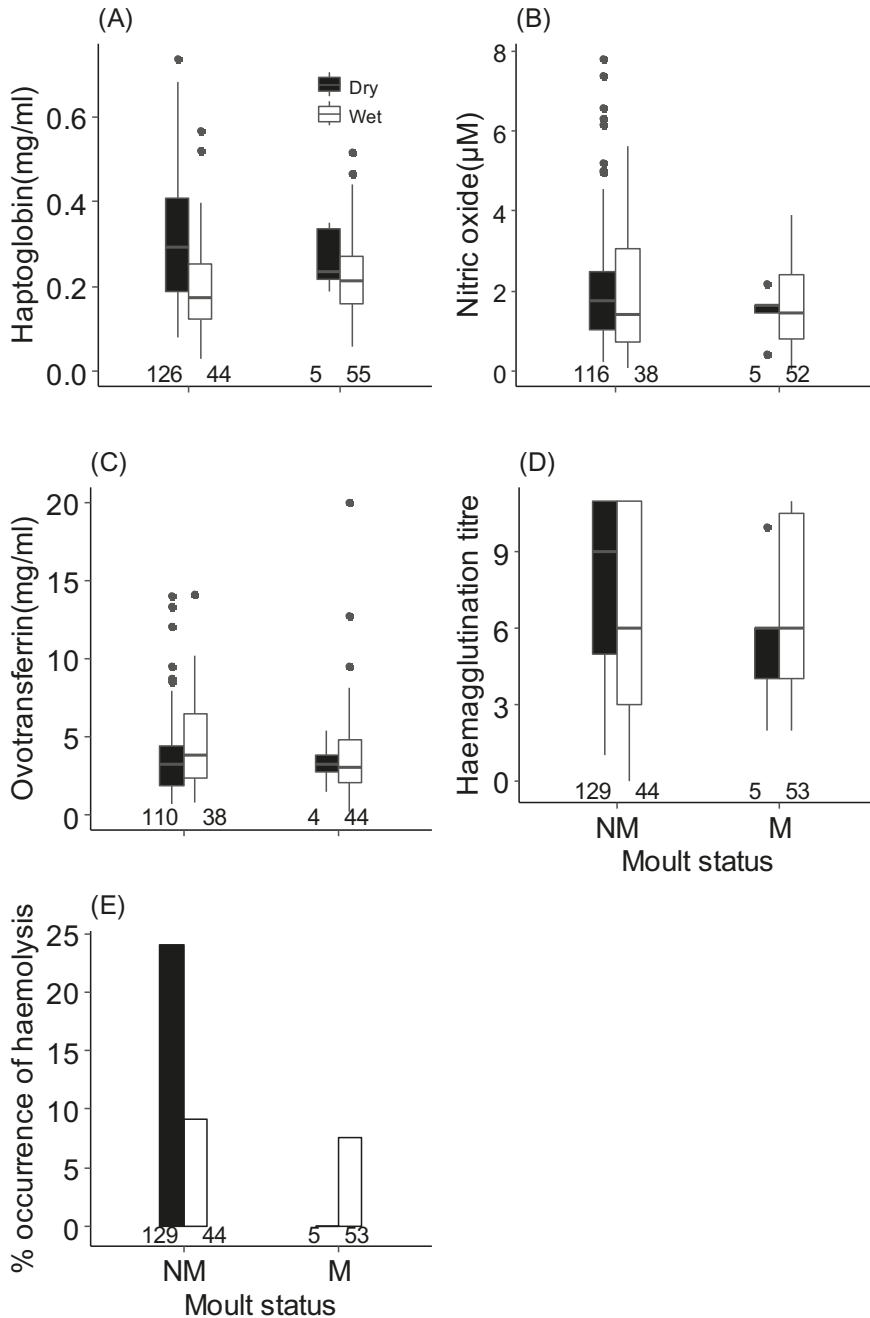 (A)
Haptoglobin(mg/ml)
0.6
0.4
0.2
0.0
Dry
Wet
126 44 5 55
(B)
Nitric oxide(µM)
8
6
4
2
0
116 38 5 52
(C)
Ovotransferrin(mg/ml)
20
15
10
5
0
110 38 4 44
(D)
Haemagglutination titre
9
6
3
0
129 44 5 53
NM M
Moult status
(E)
% occurrence of haemolysis
25
20
15
10
5
0
129 44 5 53
NM M
Moult status